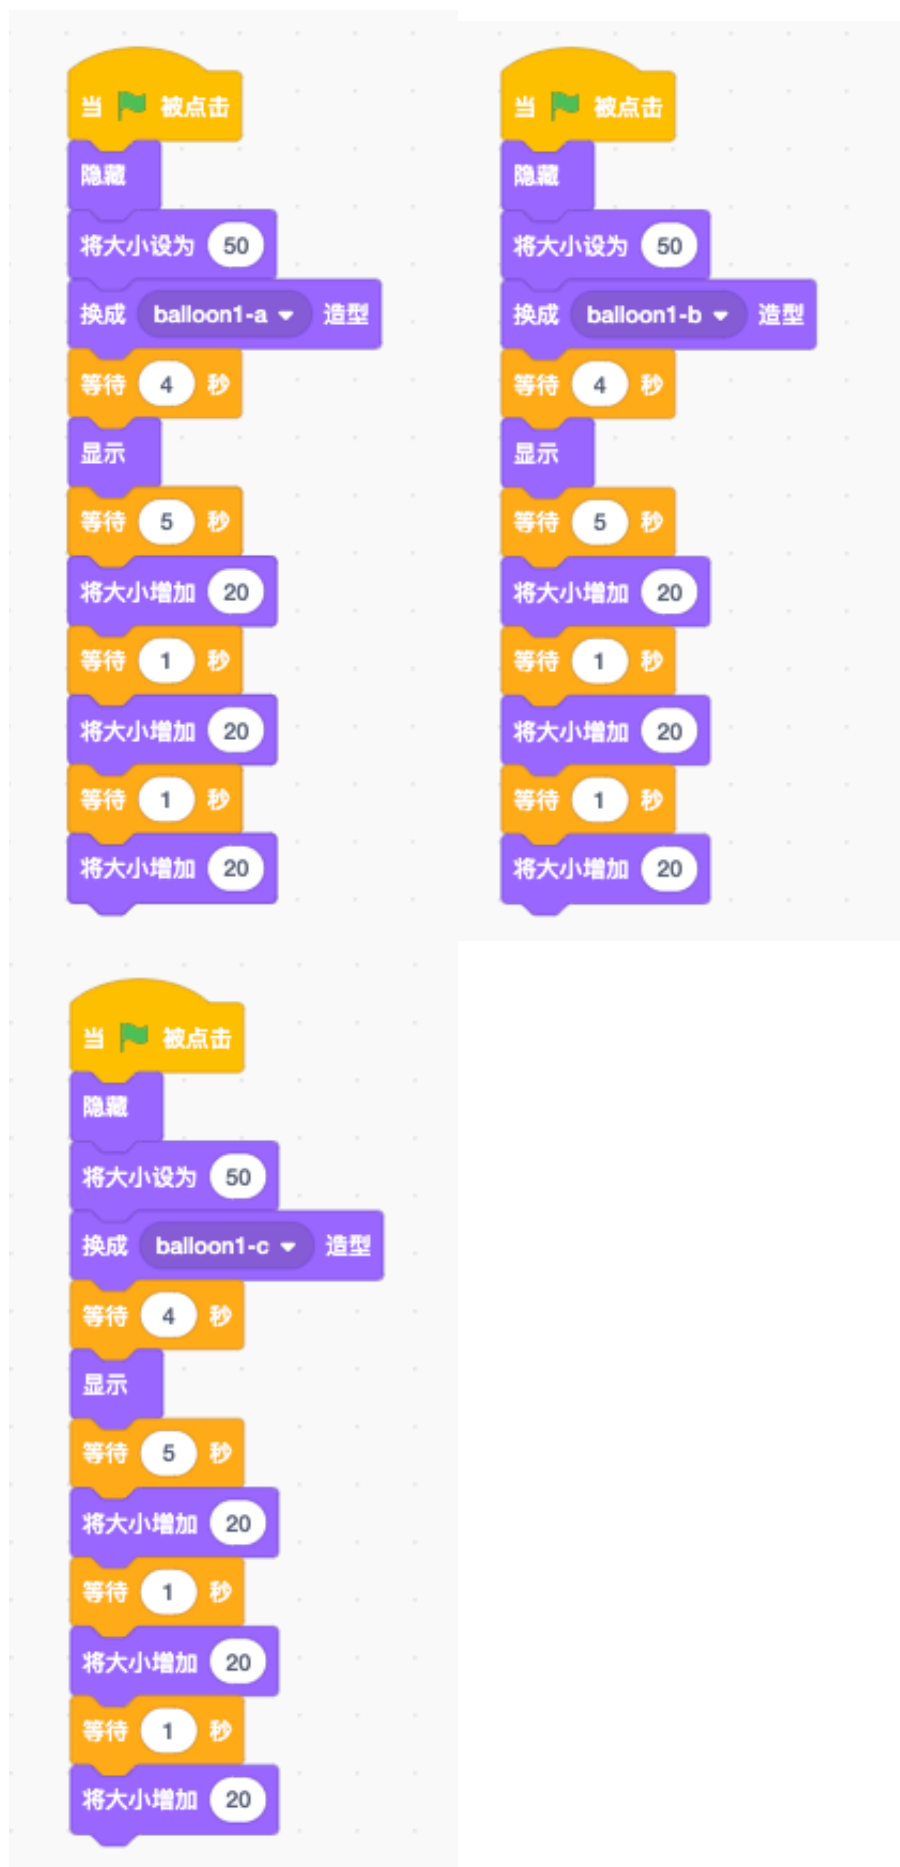 当 被点击
隐藏
将大小设为 50
换成 balloon1-a 造型
等待 4 秒
显示
等待 5 秒
将大小增加 20
等待 1 秒
将大小增加 20
等待 1 秒
将大小增加 20
当 被点击
隐藏
将大小设为 50
换成 balloon1-b 造型
等待 4 秒
显示
等待 5 秒
将大小增加 20
等待 1 秒
将大小增加 20
等待 1 秒
将大小增加 20
当 被点击
隐藏
将大小设为 50
换成 balloon1-c 造型
等待 4 秒
显示
等待 5 秒
将大小增加 20
等待 1 秒
将大小增加 20
等待 1 秒
将大小增加 20